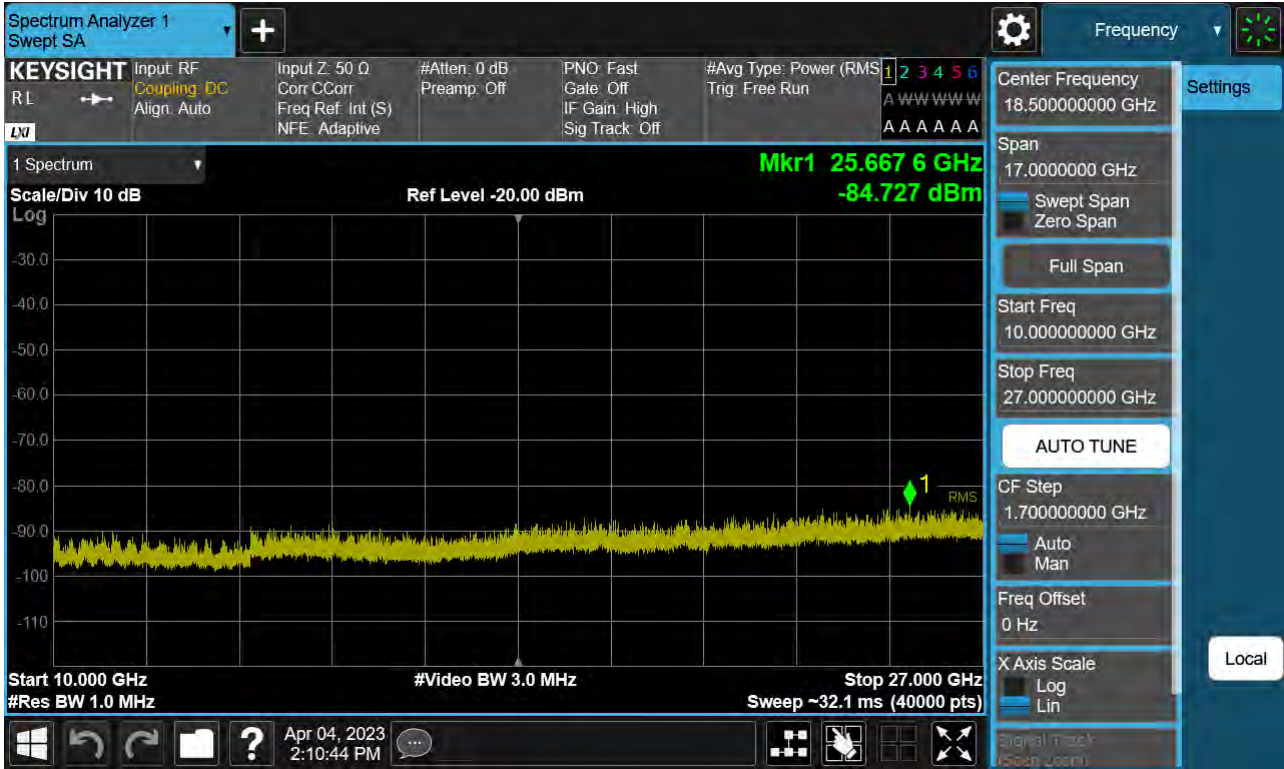 Spectrum Analyzer 1
Swept SA
+
Frequency
KEYSIGHT
RL
LXI
Input: RF
Coupling: DC
Align: Auto
Input Z: 50 Ω
Corr CCorr
Freq Ref: Int (S)
NFE: Adaptive
#Atten: 0 dB
Preamp: Off
PNO: Fast
Gate: Off
IF Gain: High
Sig Track: Off
#Avg Type: Power (RMS
Trig: Free Run
1 2 3 4 5 6
A W W W W W
A A A A A A
1 Spectrum
Scale/Div 10 dB
Log
Ref Level -20.00 dBm
Mkr1 25.667 6 GHz
-84.727 dBm
-30.0
-40.0
-50.0
-60.0
-70.0
-80.0
-90.0
-100
-110
1
RMS
Start 10.000 GHz
#Res BW 1.0 MHz
#Video BW 3.0 MHz
Stop 27.000 GHz
Sweep ~32.1 ms (40000 pts)
Center Frequency
18.500000000 GHz
Span
17.0000000 GHz
Swept Span
Zero Span
Full Span
Start Freq
10.000000000 GHz
Stop Freq
27.000000000 GHz
AUTO TUNE
CF Step
1.700000000 GHz
Auto
Man
Freq Offset
0 Hz
X Axis Scale
Log
Lin
Signal Track
(Span Zoom)
Settings
Local
?
Apr 04, 2023
2:10:44 PM